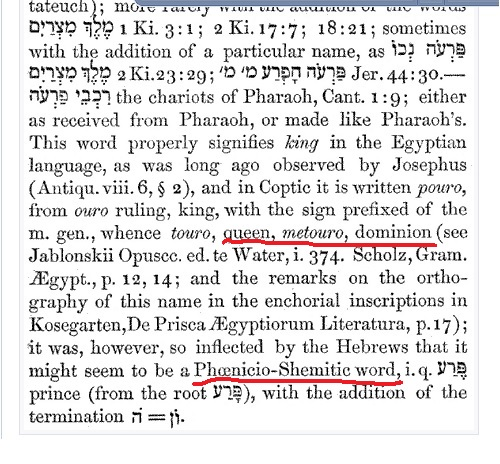 tateuch); more rarely with the addition of the words
מֶלֶךְ מִצְרַיִם 1 Ki. 3:1; 2 Ki. 17:7; 18:21; sometimes
with the addition of a particular name, as פַּרְעֹה נְכוֹ
מֶלֶךְ מִצְרַיִם 2 Ki. 23:29; פַּרְעֹה חָפְרַע מ׳ מ׳ Jer. 44:30.—
רִכְבֵי פַרְעֹה the chariots of Pharaoh, Cant. 1:9; either
as received from Pharaoh, or made like Pharaoh's.
This word properly signifies king in the Egyptian
language, as was long ago observed by Josephus
(Antiqu. viii. 6, § 2), and in Coptic it is written pouro,
from ouro ruling, king, with the sign prefixed of the
m. gen., whence touro, queen, metouro, dominion (see
Jablonskii Opuscc. ed. te Water, i. 374. Scholz, Gram.
Ægypt., p. 12, 14; and the remarks on the ortho-
graphy of this name in the enchorial inscriptions in
Kosegarten, De Prisca Ægyptiorum Literatura, p. 17);
it was, however, so inflected by the Hebrews that it
might seem to be a Phœnicio-Shemitic word, i. q. פֶּרַע
prince (from the root פָּרַע), with the addition of the
termination וֹן = ֹה.